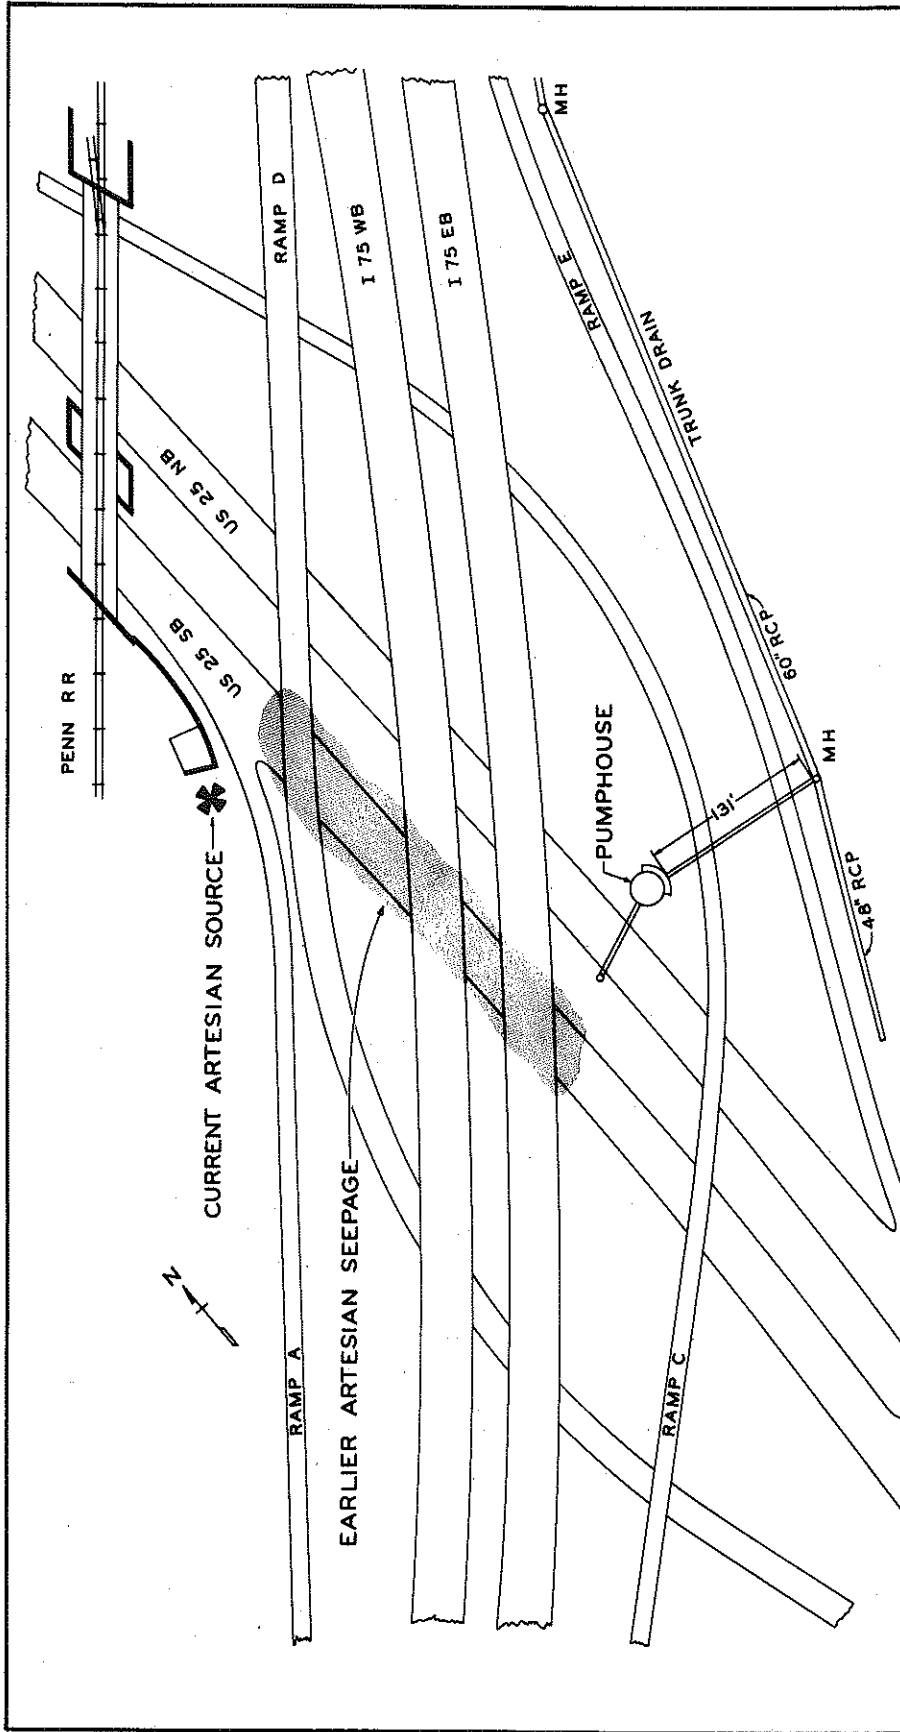 PENN RR
US 25 SB
US 25 NB
CURRENT ARTESIAN SOURCE
N
RAMP D
I 75 WB
I 75 EB
RAMP A
EARLIER ARTESIAN SEEPAGE
RAMP E
TRUNK DRAIN
MH
60" RCP
MH
131'
PUMPHOUSE
48" RCP
RAMP C